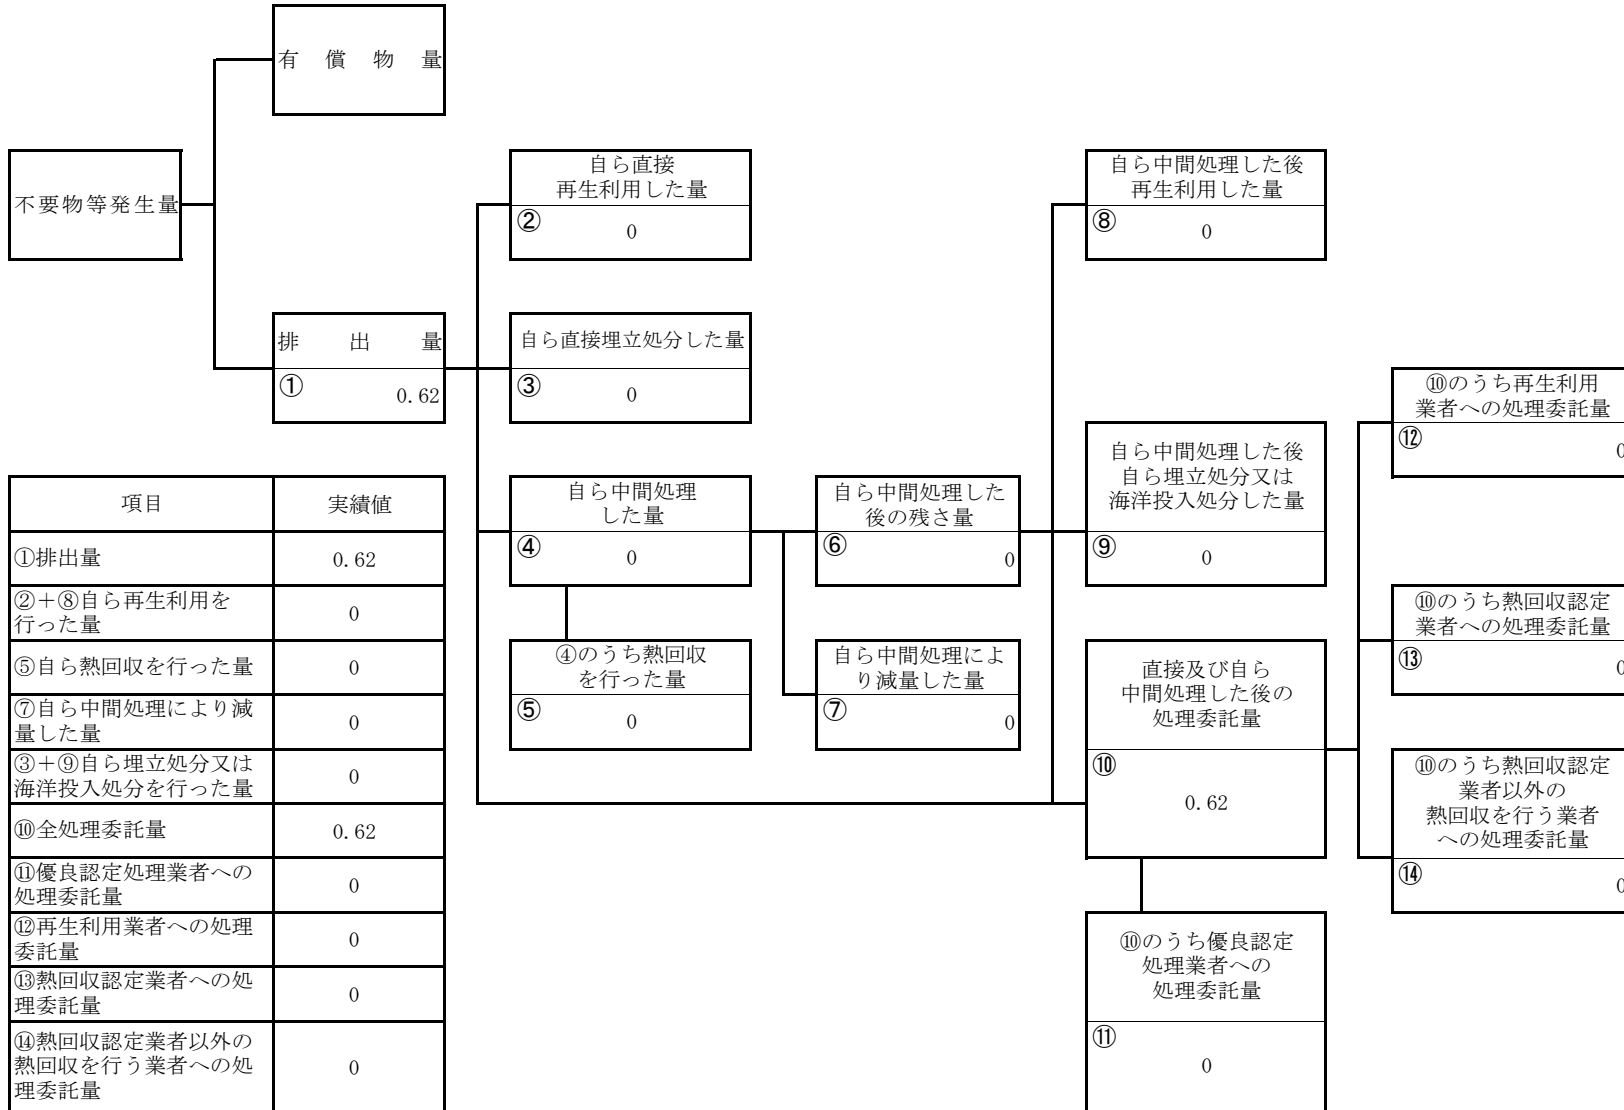 有償物量
不要物等発生量
排出量
①
0.62
自ら直接
再生利用した量
②
0
自ら直接埋立処分した量
③
0
自ら中間処理
した量
④
0
④のうち熱回収
を行った量
⑤
0
自ら中間処理した
後の残さ量
⑥
0
自ら中間処理によ
り減量した量
⑦
0
自ら中間処理した後
再生利用した量
⑧
0
自ら中間処理した後
自ら埋立処分又は
海洋投入処分した量
⑨
0
直接及び自ら
中間処理した後の
処理委託量
⑩
0.62
⑩のうち優良認定
処理業者への
処理委託量
⑪
0
⑩のうち再生利用
業者への処理委託量
⑫
0
⑩のうち熱回収認定
業者への処理委託量
⑬
0
⑩のうち熱回収認定
業者以外の
熱回収を行う業者
への処理委託量
⑭
0
項目 実績値
①排出量 0.62
②+⑧自ら再生利用を
行った量
0
⑤自ら熱回収を行った量 0
⑦自ら中間処理により減
量した量
0
③+⑨自ら埋立処分又は
海洋投入処分を行った量
0
⑩全処理委託量 0.62
⑪優良認定処理業者への
処理委託量
0
⑫再生利用業者への処理
委託量
0
⑬熱回収認定業者への処
理委託量
0
⑭熱回収認定業者以外の
熱回収を行う業者への処
理委託量
0